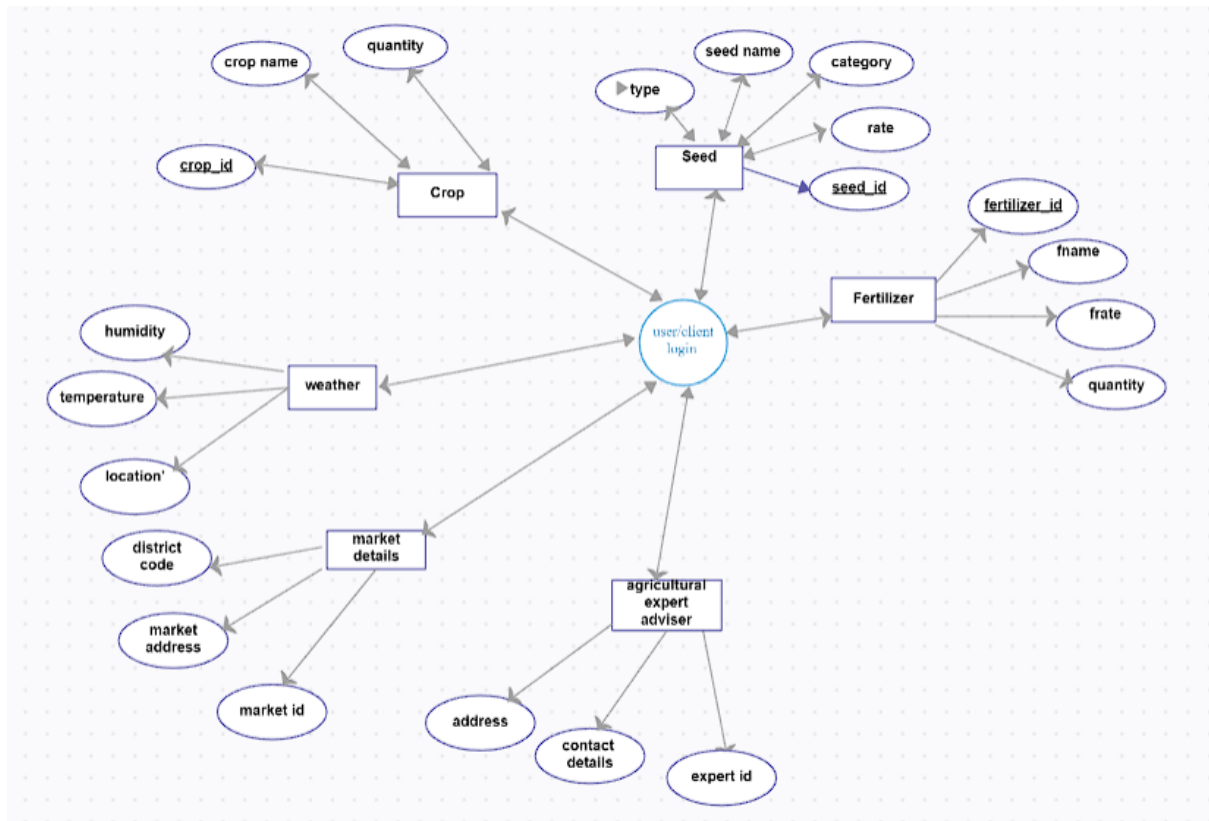 quantity
crop name
crop_id
Crop
seed name
category
type
rate
Seed
seed_id
fertilizer_id
fname
Fertilizer
frate
quantity
user/client
login
humidity
temperature
weather
location'
market
details
district
code
market
address
market id
agricultural
expert
adviser
address
contact
details
expert id